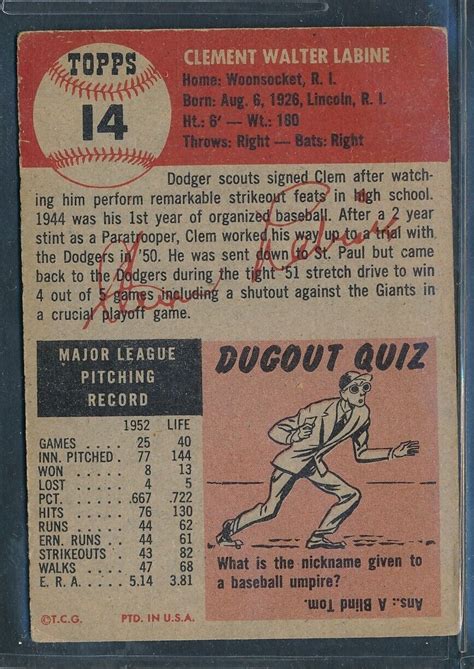 TOPPS
14
CLEMENT WALTER LABINE
Home: Woonsocket, R. I.
Born: Aug. 6, 1926, Lincoln, R. I.
Ht.: 6' — Wt.: 180
Throws: Right — Bats: Right
Dodger scouts signed Clem after watch-
ing him perform remarkable strikeout feats in high school.
1944 was his 1st year of organized baseball. After a 2 year
stint as a Paratrooper, Clem worked his way up to a trial with
the Dodgers in '50. He was sent down to St. Paul but came
back to the Dodgers during the tight '51 stretch drive to win
4 out of 5 games including a shutout against the Giants in
a crucial playoff game.
MAJOR LEAGUE
PITCHING
RECORD
1952 LIFE
GAMES . . . . . 25 40
INN. PITCHED . 77 144
WON . . . . . . 8 13
LOST . . . . . . 4 5
PCT. . . . . . .667 .722
HITS . . . . . . 76 130
RUNS . . . . . 44 62
ERN. RUNS . . 44 61
STRIKEOUTS . . 43 82
WALKS . . . . 47 68
E. R. A. . . . . 5.14 3.81
©T.C.G. PTD. IN U.S.A.
DUGOUT QUIZ
What is the nickname given to
a baseball umpire?
Ans.: A Blind Tom.